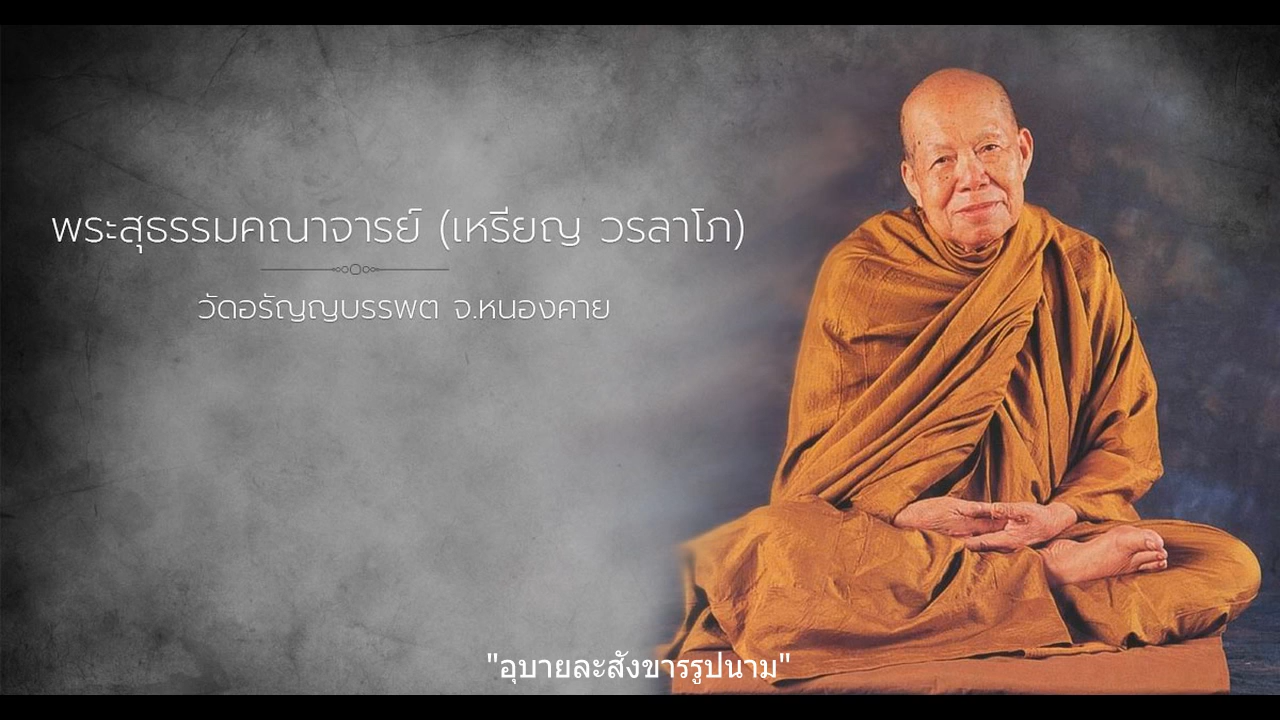 พระสุธรรมคณาจารย์ (เหรียญ วรลาโภ)
วัดอรัญญบรรพต จ.หนองคาย
"อุบายละสังขารรูปนาม"